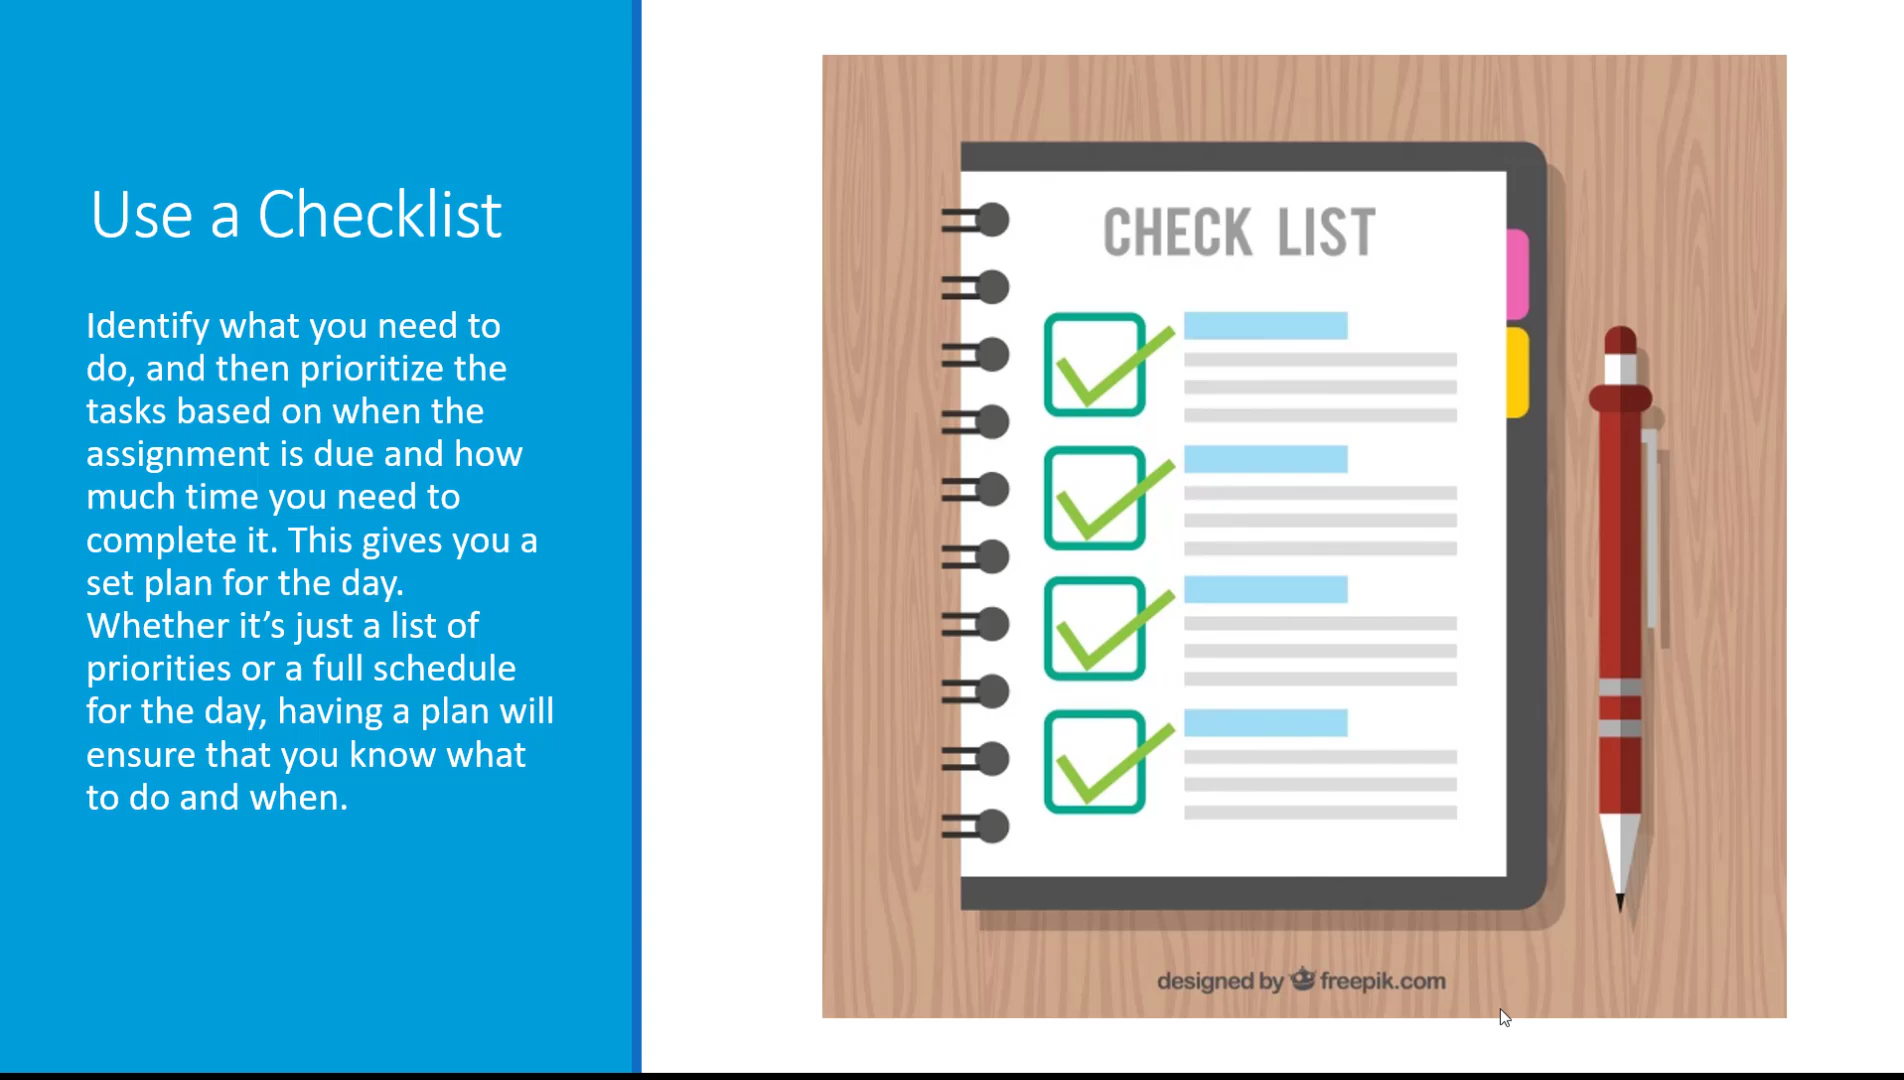 Use a Checklist
Identify what you need to
do, and then prioritize the
tasks based on when the
assignment is due and how
much time you need to
complete it. This gives you a
set plan for the day.
Whether it’s just a list of
priorities or a full schedule
for the day, having a plan will
ensure that you know what
to do and when.
CHECK LIST
designed by freepik.com